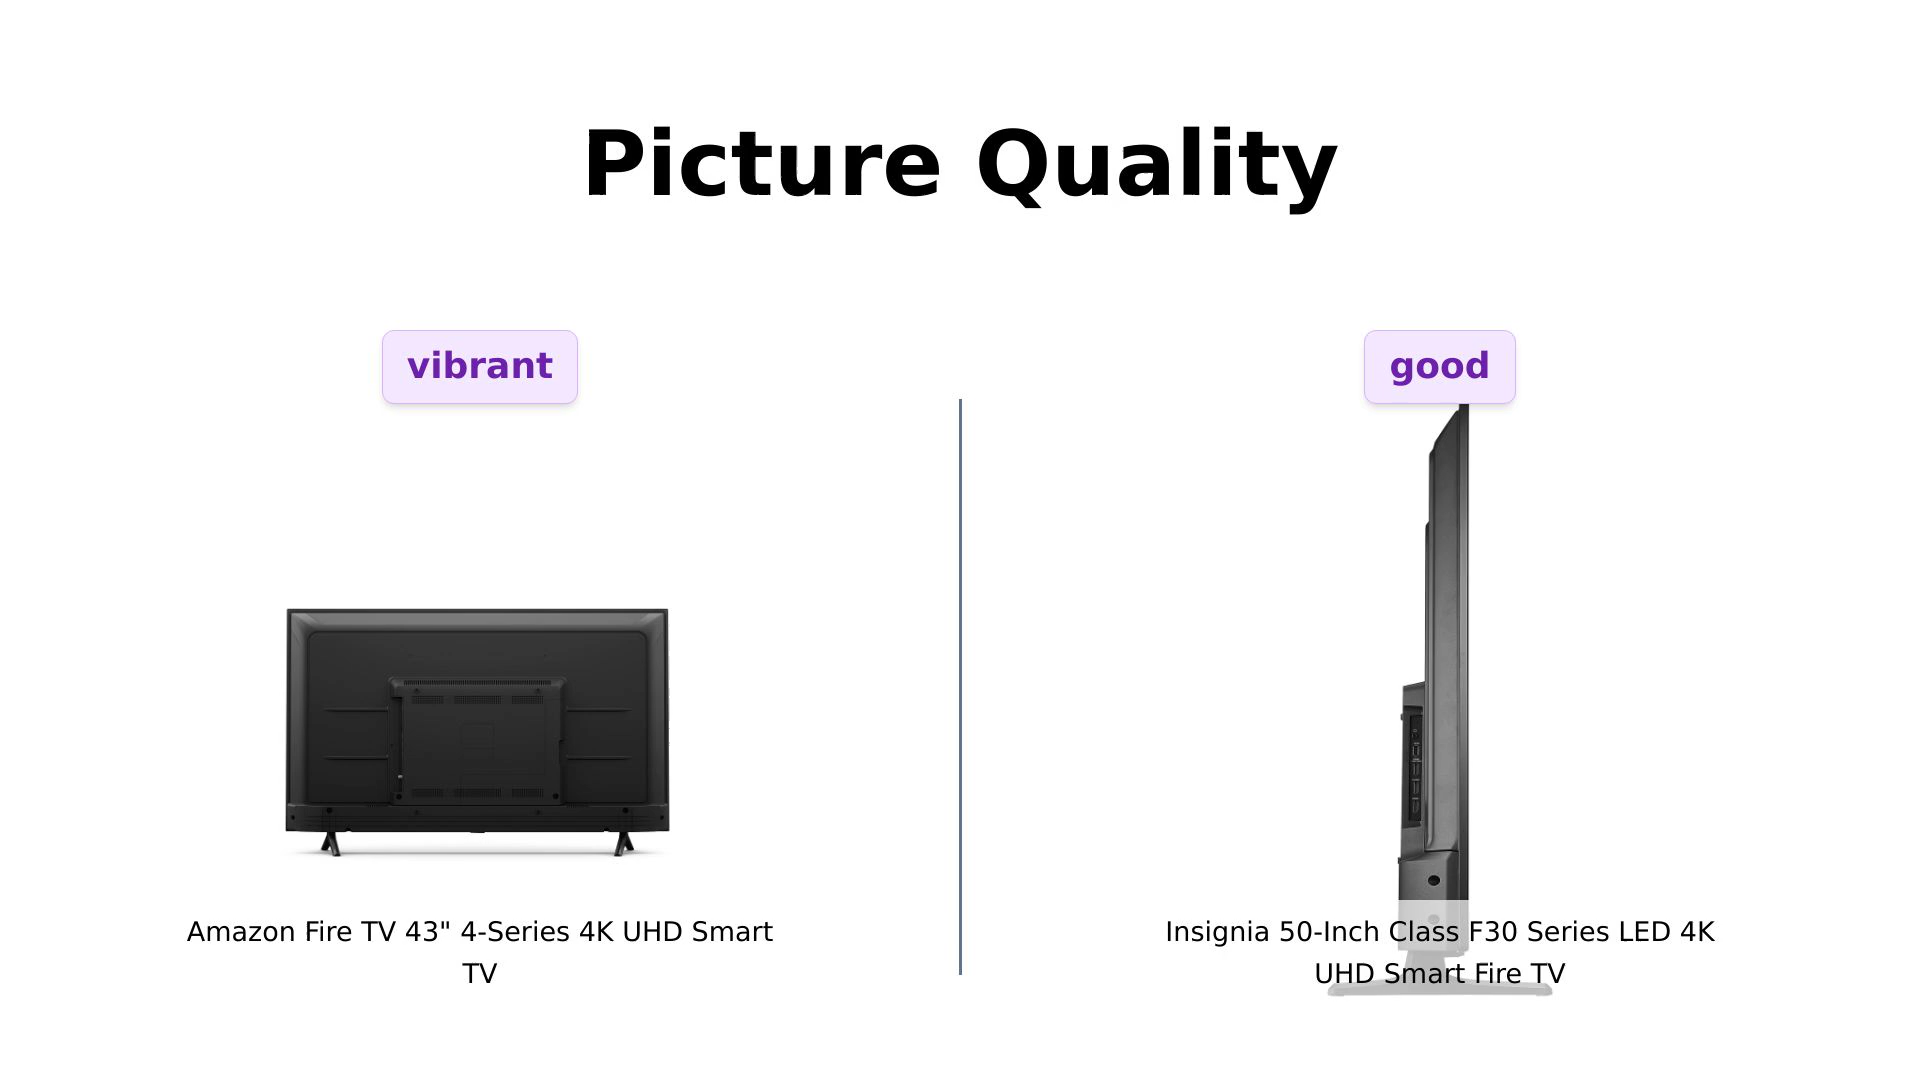 Picture Quality
vibrant
good
Amazon Fire TV 43" 4-Series 4K UHD Smart
TV
Insignia 50-Inch Class F30 Series LED 4K
UHD Smart Fire TV